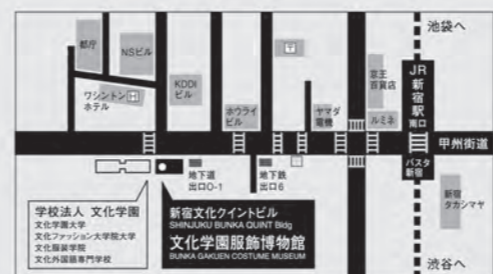 池袋へ
都庁
NSビル
〒
ワシントン
ホテル
H
KDDI
ビル
ホウライ
ビル
ヤマダ
電機
京王
百貨店
ルミネ
JR
新宿駅
南口
甲州街道
バスタ
新宿
地下道
出口O-1
地下鉄
出口6
新宿
タカシマヤ
学校法人 文化学園
文化学園大学
文化ファッション大学院大学
文化服装学院
文化外国語専門学校
新宿文化クイントビル
SHINJUKU BUNKA QUINT Bldg
文化学園服飾博物館
BUNKA GAKUEN COSTUME MUSEUM
渋谷へ